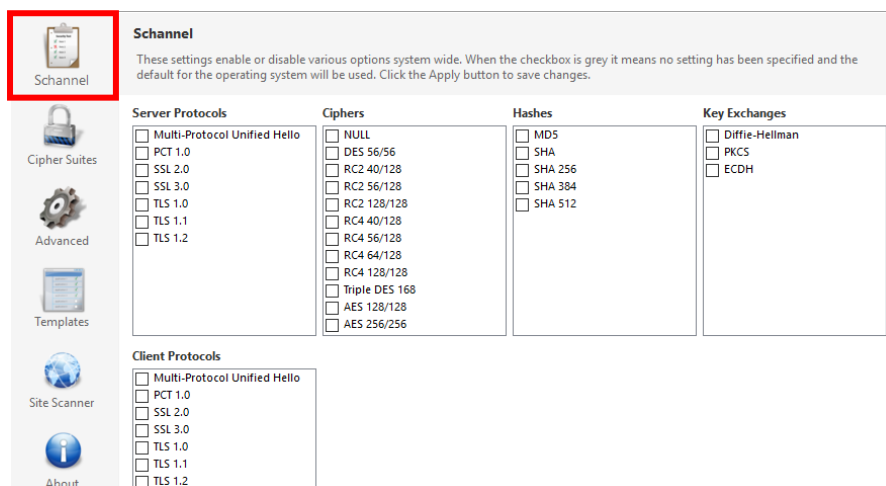 Schannel
Cipher Suites
Advanced
Templates
Site Scanner
About
Schannel
These settings enable or disable various options system wide. When the checkbox is grey it means no setting has been specified and the
default for the operating system will be used. Click the Apply button to save changes.
Server Protocols
Multi-Protocol Unified Hello
PCT 1.0
SSL 2.0
SSL 3.0
TLS 1.0
TLS 1.1
TLS 1.2
Ciphers
NULL
DES 56/56
RC2 40/128
RC2 56/128
RC2 128/128
RC4 40/128
RC4 56/128
RC4 64/128
RC4 128/128
Triple DES 168
AES 128/128
AES 256/256
Hashes
MD5
SHA
SHA 256
SHA 384
SHA 512
Key Exchanges
Diffie-Hellman
PKCS
ECDH
Client Protocols
Multi-Protocol Unified Hello
PCT 1.0
SSL 2.0
SSL 3.0
TLS 1.0
TLS 1.1
TLS 1.2